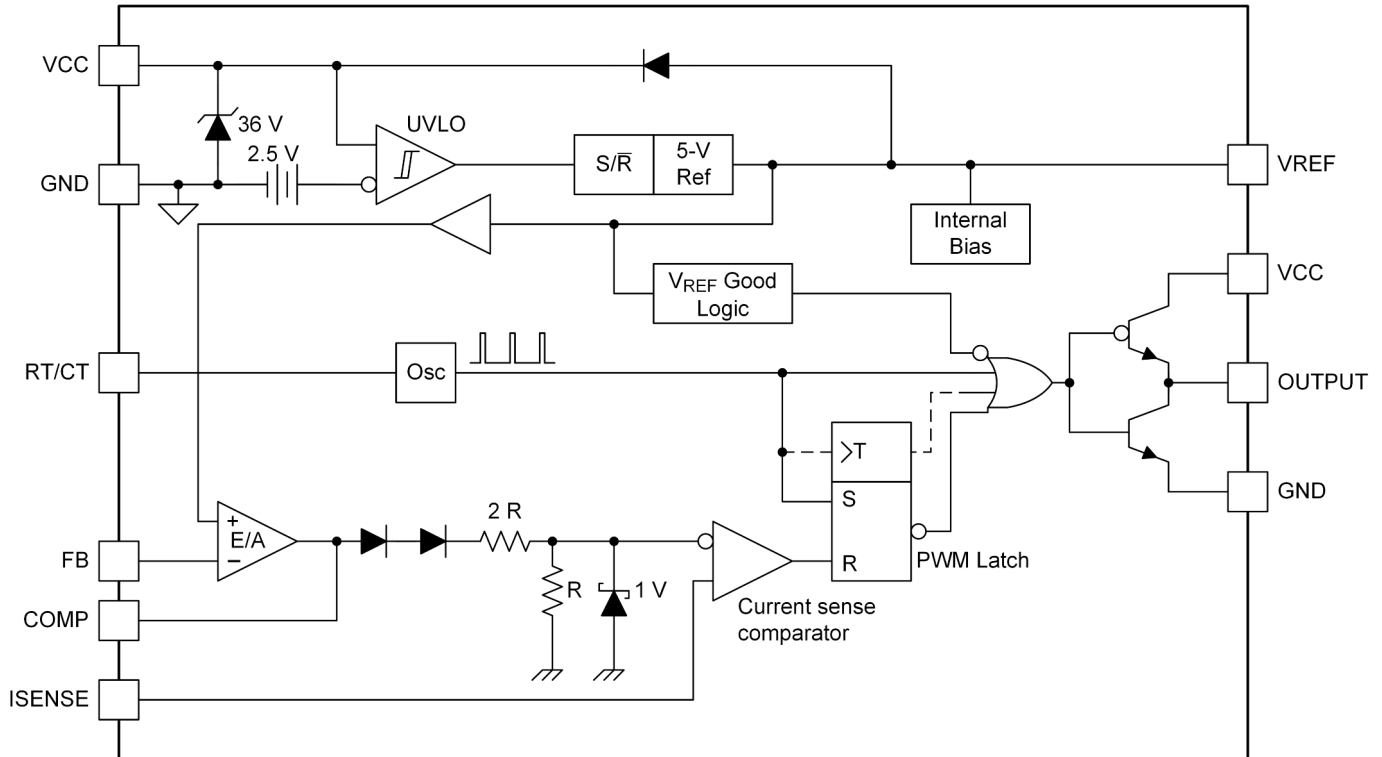 VCC
36 V
UVLO
2.5 V
S/R̅
5-V
Ref
GND
VREF
Internal
Bias
VREF Good
Logic
VCC
RT/CT
Osc
OUTPUT
>T
S
R
PWM Latch
GND
+
E/A
−
2 R
R
1 V
FB
COMP
Current sense
comparator
ISENSE